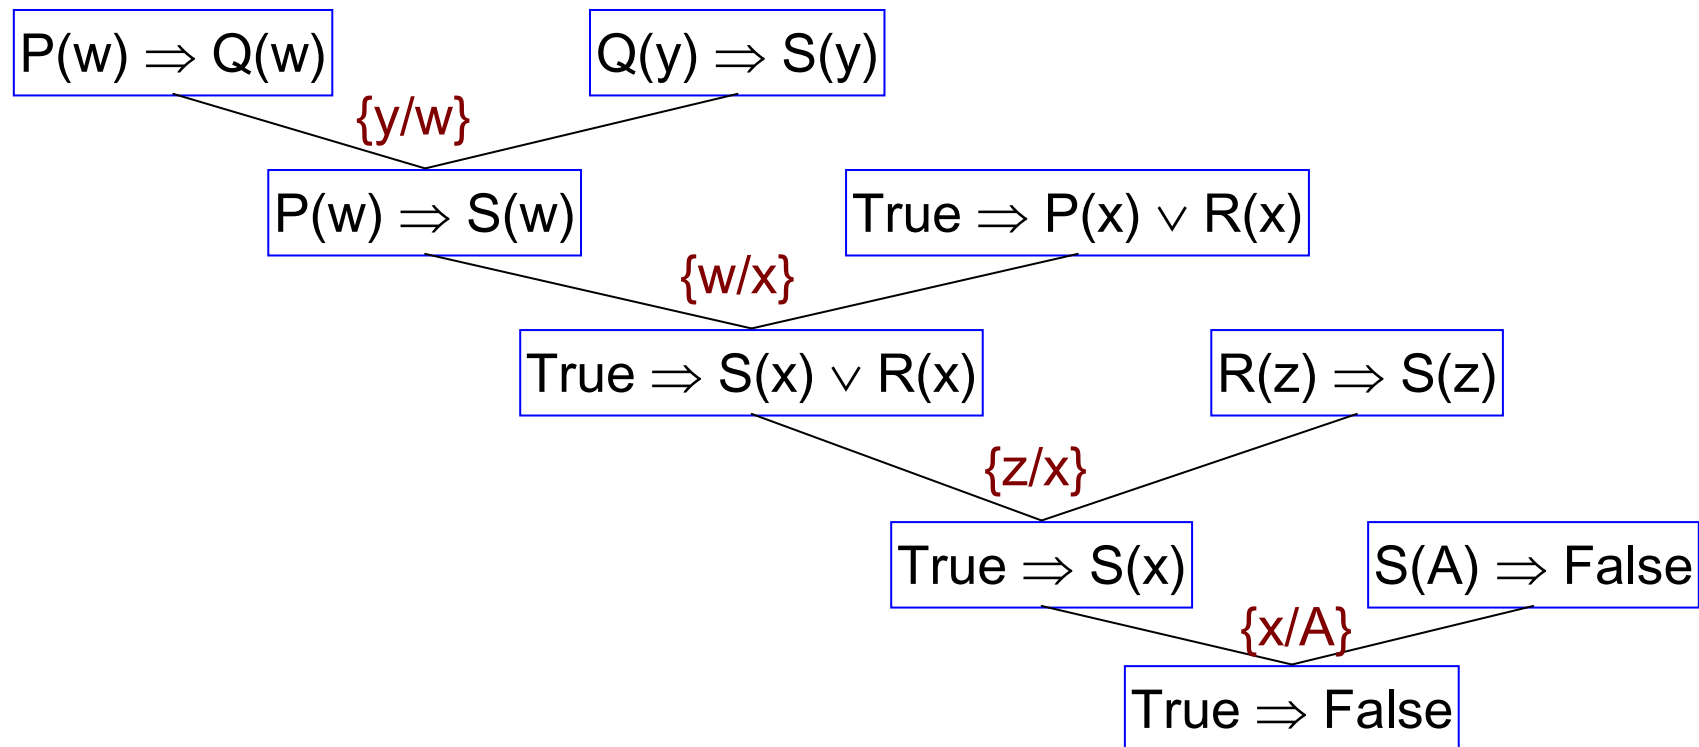 P(w) ⇒ Q(w)
Q(y) ⇒ S(y)
{y/w}
P(w) ⇒ S(w)
True ⇒ P(x) ∨ R(x)
{w/x}
True ⇒ S(x) ∨ R(x)
R(z) ⇒ S(z)
{z/x}
True ⇒ S(x)
S(A) ⇒ False
{x/A}
True ⇒ False